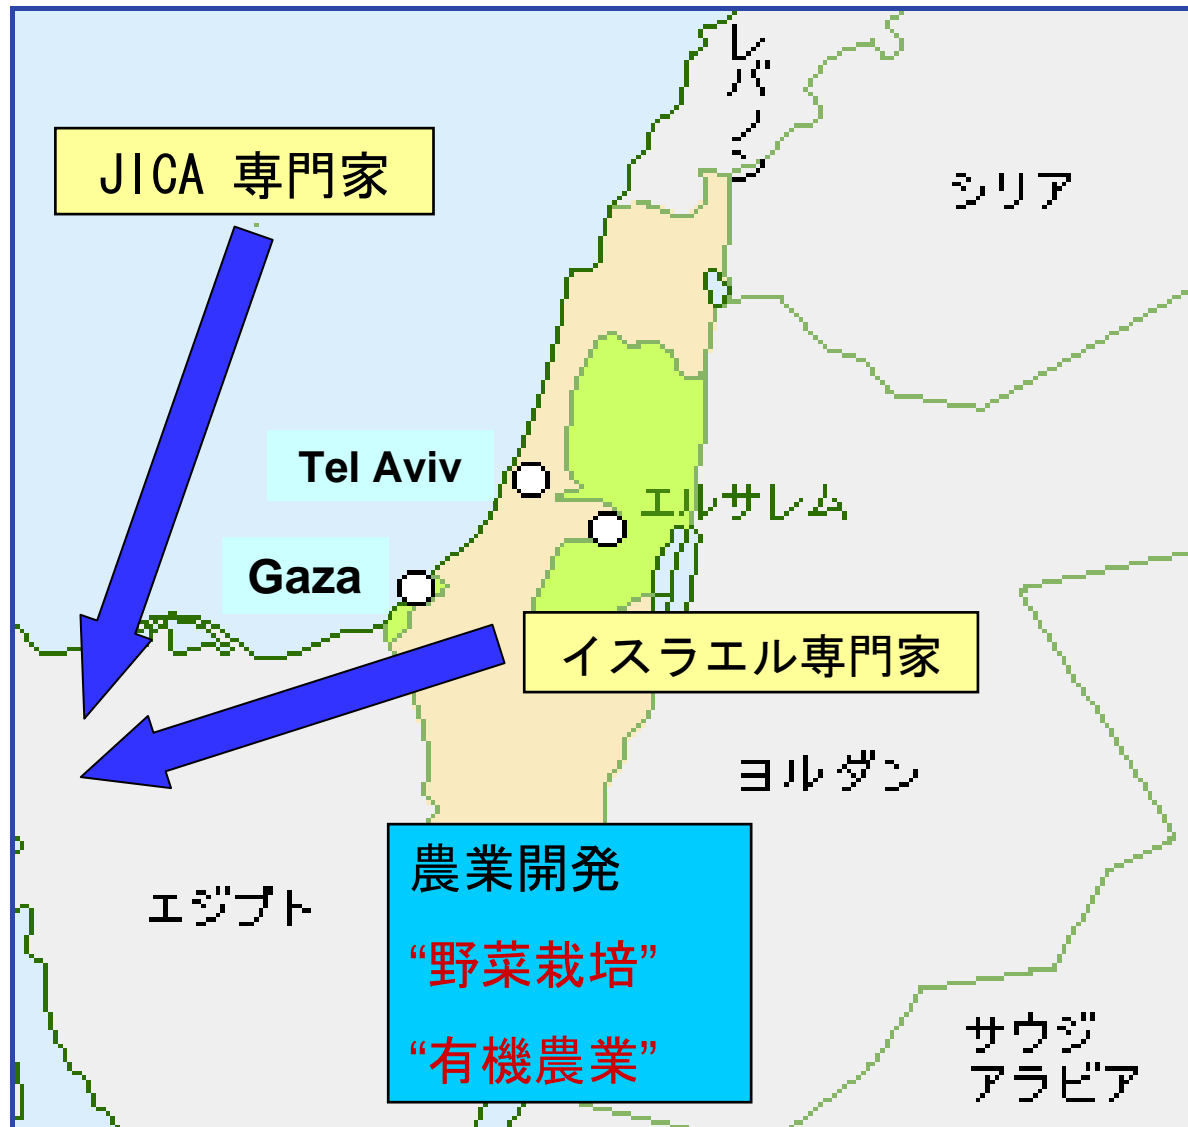 レバノン
JICA 専門家
シリア
Tel Aviv
エルサレム
Gaza
イスラエル専門家
ヨルダン
農業開発
エジプト
“野菜栽培”
“有機農業”
サウジ
アラビア